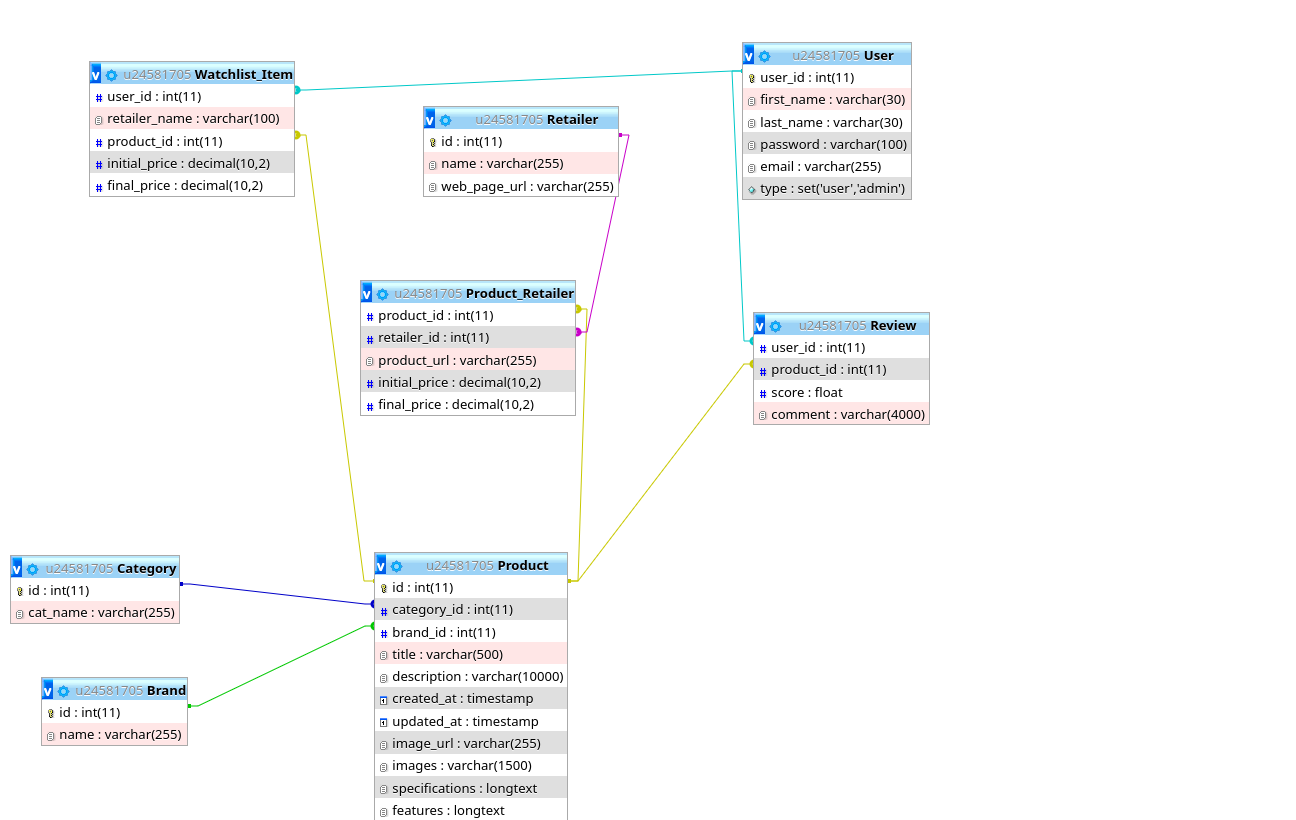 u24581705 Watchlist_Item
user_id : int(11)
retailer_name : varchar(100)
product_id : int(11)
initial_price : decimal(10,2)
final_price : decimal(10,2)
u24581705 Retailer
id : int(11)
name : varchar(255)
web_page_url : varchar(255)
u24581705 User
user_id : int(11)
first_name : varchar(30)
last_name : varchar(30)
password : varchar(100)
email : varchar(255)
type : set('user','admin')
u24581705 Product_Retailer
product_id : int(11)
retailer_id : int(11)
product_url : varchar(255)
initial_price : decimal(10,2)
final_price : decimal(10,2)
u24581705 Review
user_id : int(11)
product_id : int(11)
score : float
comment : varchar(4000)
u24581705 Category
id : int(11)
cat_name : varchar(255)
u24581705 Brand
id : int(11)
name : varchar(255)
u24581705 Product
id : int(11)
category_id : int(11)
brand_id : int(11)
title : varchar(500)
description : varchar(10000)
created_at : timestamp
updated_at : timestamp
image_url : varchar(255)
images : varchar(1500)
specifications : longtext
features : longtext